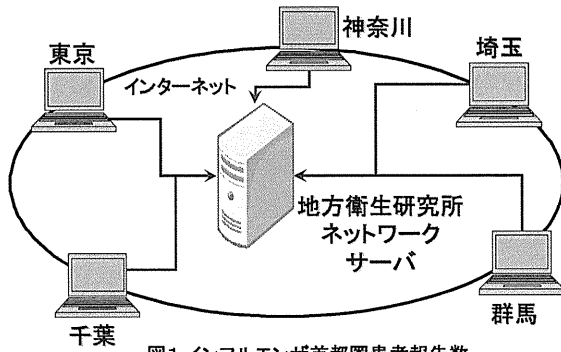 神奈川
東京
埼玉
インターネット
地方衛生研究所
ネットワーク
サーバ
群馬
千葉
図1 インフルエンザ首都圏患者報告数